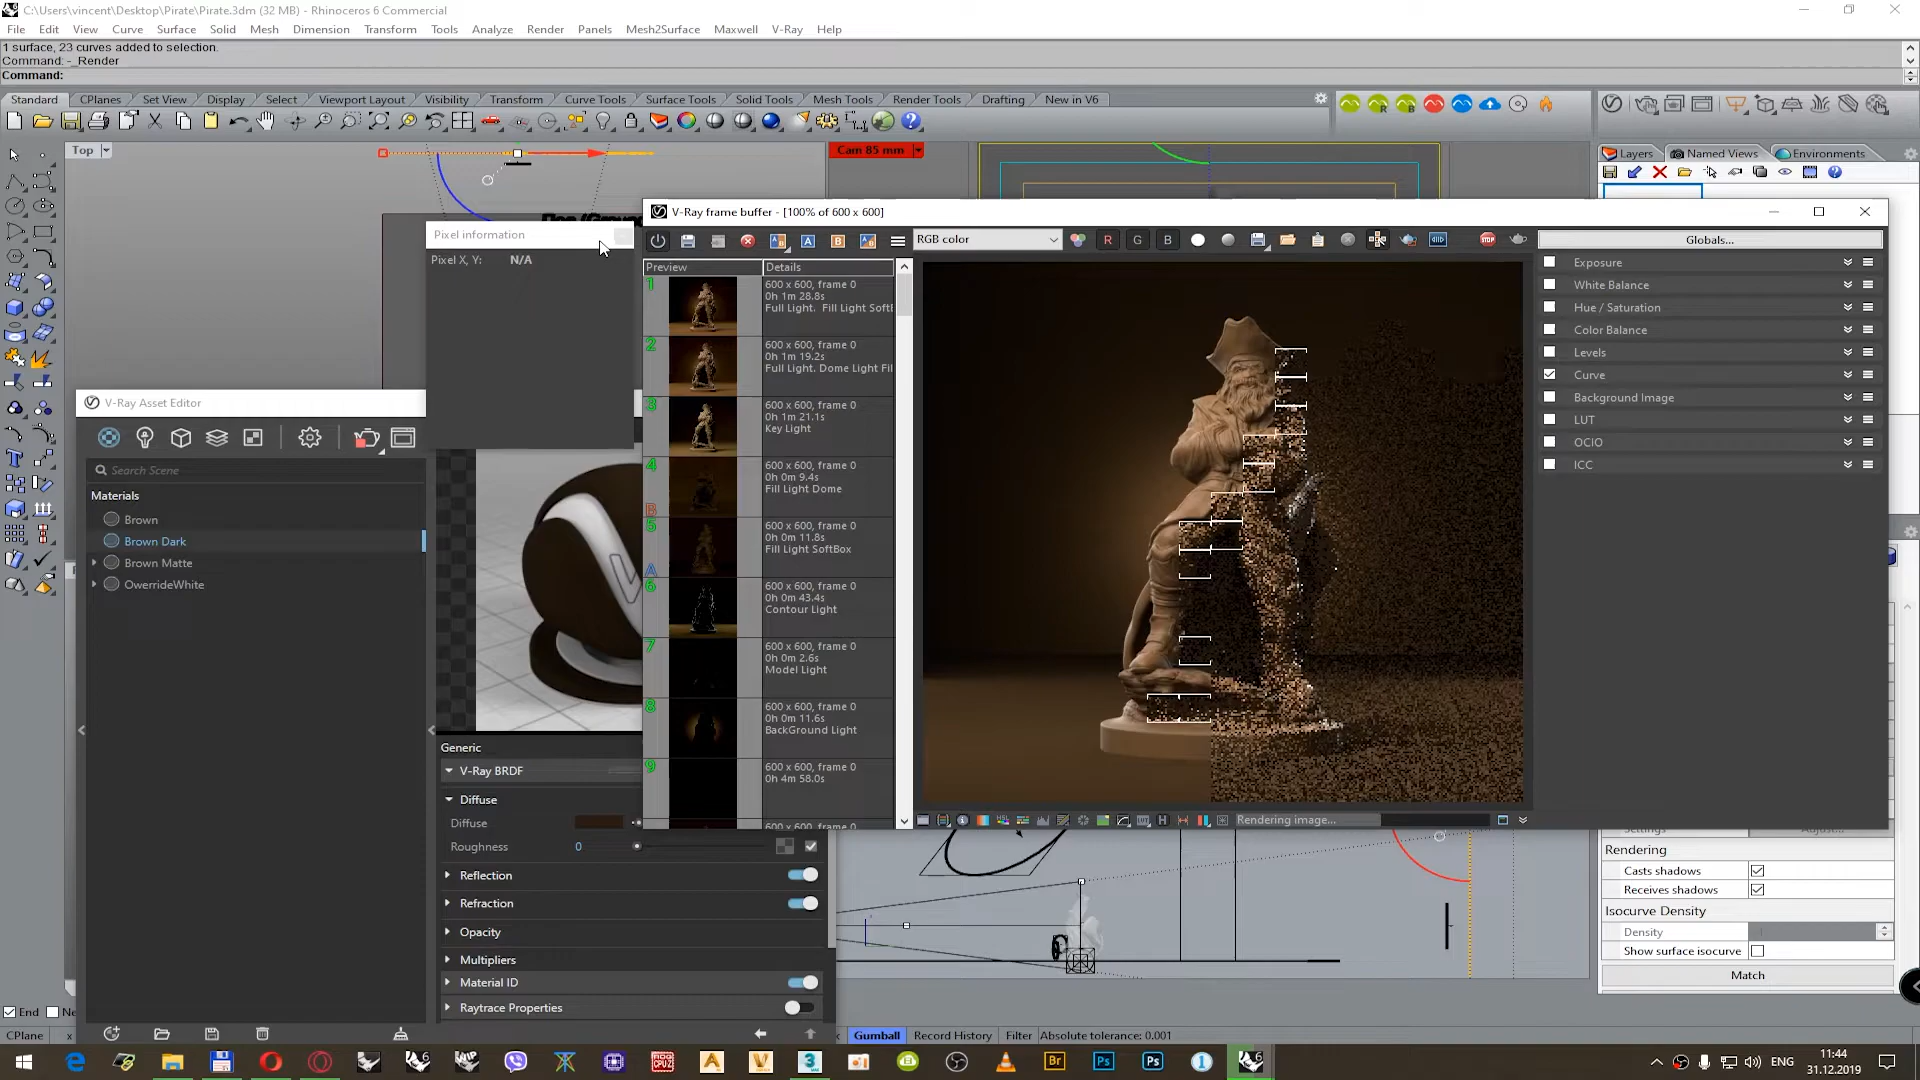 C:\Users\vincent\Desktop\Pirate\Pirate.3dm (32 MB) - Rhinoceros 6 Commercial
File Edit View Curve Surface Solid Mesh Dimension Transform Tools Analyze Render Panels Mesh2Surface Maxwell V-Ray Help
1 surface, 23 curves added to selection.
Command: -_Render
Command:
Standard CPlanes Set View Display Select Viewport Layout Visibility Transform Curve Tools Surface Tools Solid Tools Mesh Tools Render Tools Drafting New in V6
Top
Cam 85 mm
Layers Named Views Environments
Pixel information
Pixel X, Y: N/A
V-Ray frame buffer - [100% of 600 x 600]
RGB color
R G B
Globals...
Preview Details
1
600 x 600, frame 0
0h 1m 28.8s
Full Light. Fill Light SoftE
2
600 x 600, frame 0
0h 1m 19.2s
Full Light. Dome Light Fil
3
600 x 600, frame 0
0h 1m 21.1s
Key Light
4
600 x 600, frame 0
0h 0m 9.4s
Fill Light Dome
B
5
600 x 600, frame 0
0h 0m 11.8s
Fill Light SoftBox
A
6
600 x 600, frame 0
0h 0m 43.4s
Contour Light
7
600 x 600, frame 0
0h 0m 2.6s
Model Light
8
600 x 600, frame 0
0h 0m 11.6s
BackGround Light
9
600 x 600, frame 0
0h 4m 58.0s
Rendering image...
Exposure
White Balance
Hue / Saturation
Color Balance
Levels
Curve
Background Image
LUT
OCIO
ICC
V-Ray Asset Editor
Search Scene
Materials
Brown
Brown Dark
Brown Matte
OwerrideWhite
Generic
V-Ray BRDF
Diffuse
Diffuse
Roughness 0
Reflection
Refraction
Opacity
Multipliers
Material ID
Raytrace Properties
Rendering
Casts shadows
Receives shadows
Isocurve Density
Density
Show surface isocurve
Match
End
CPlane x
Gumball Record History Filter Absolute tolerance: 0.001
ENG
11:44
31.12.2019